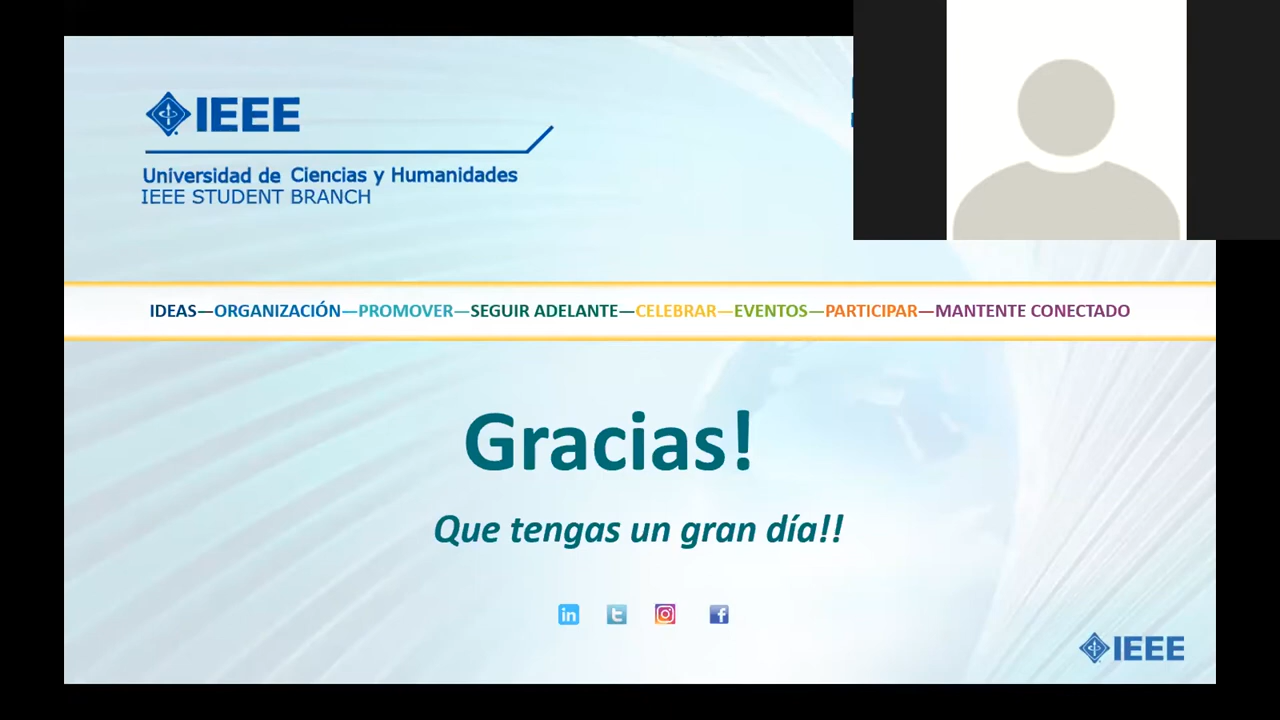 IEEE
Universidad de Ciencias y Humanidades
IEEE STUDENT BRANCH
IDEAS—ORGANIZACIÓN—PROMOVER—SEGUIR ADELANTE—CELEBRAR—EVENTOS—PARTICIPAR—MANTENTE CONECTADO
Gracias!
Que tengas un gran día!!
IEEE